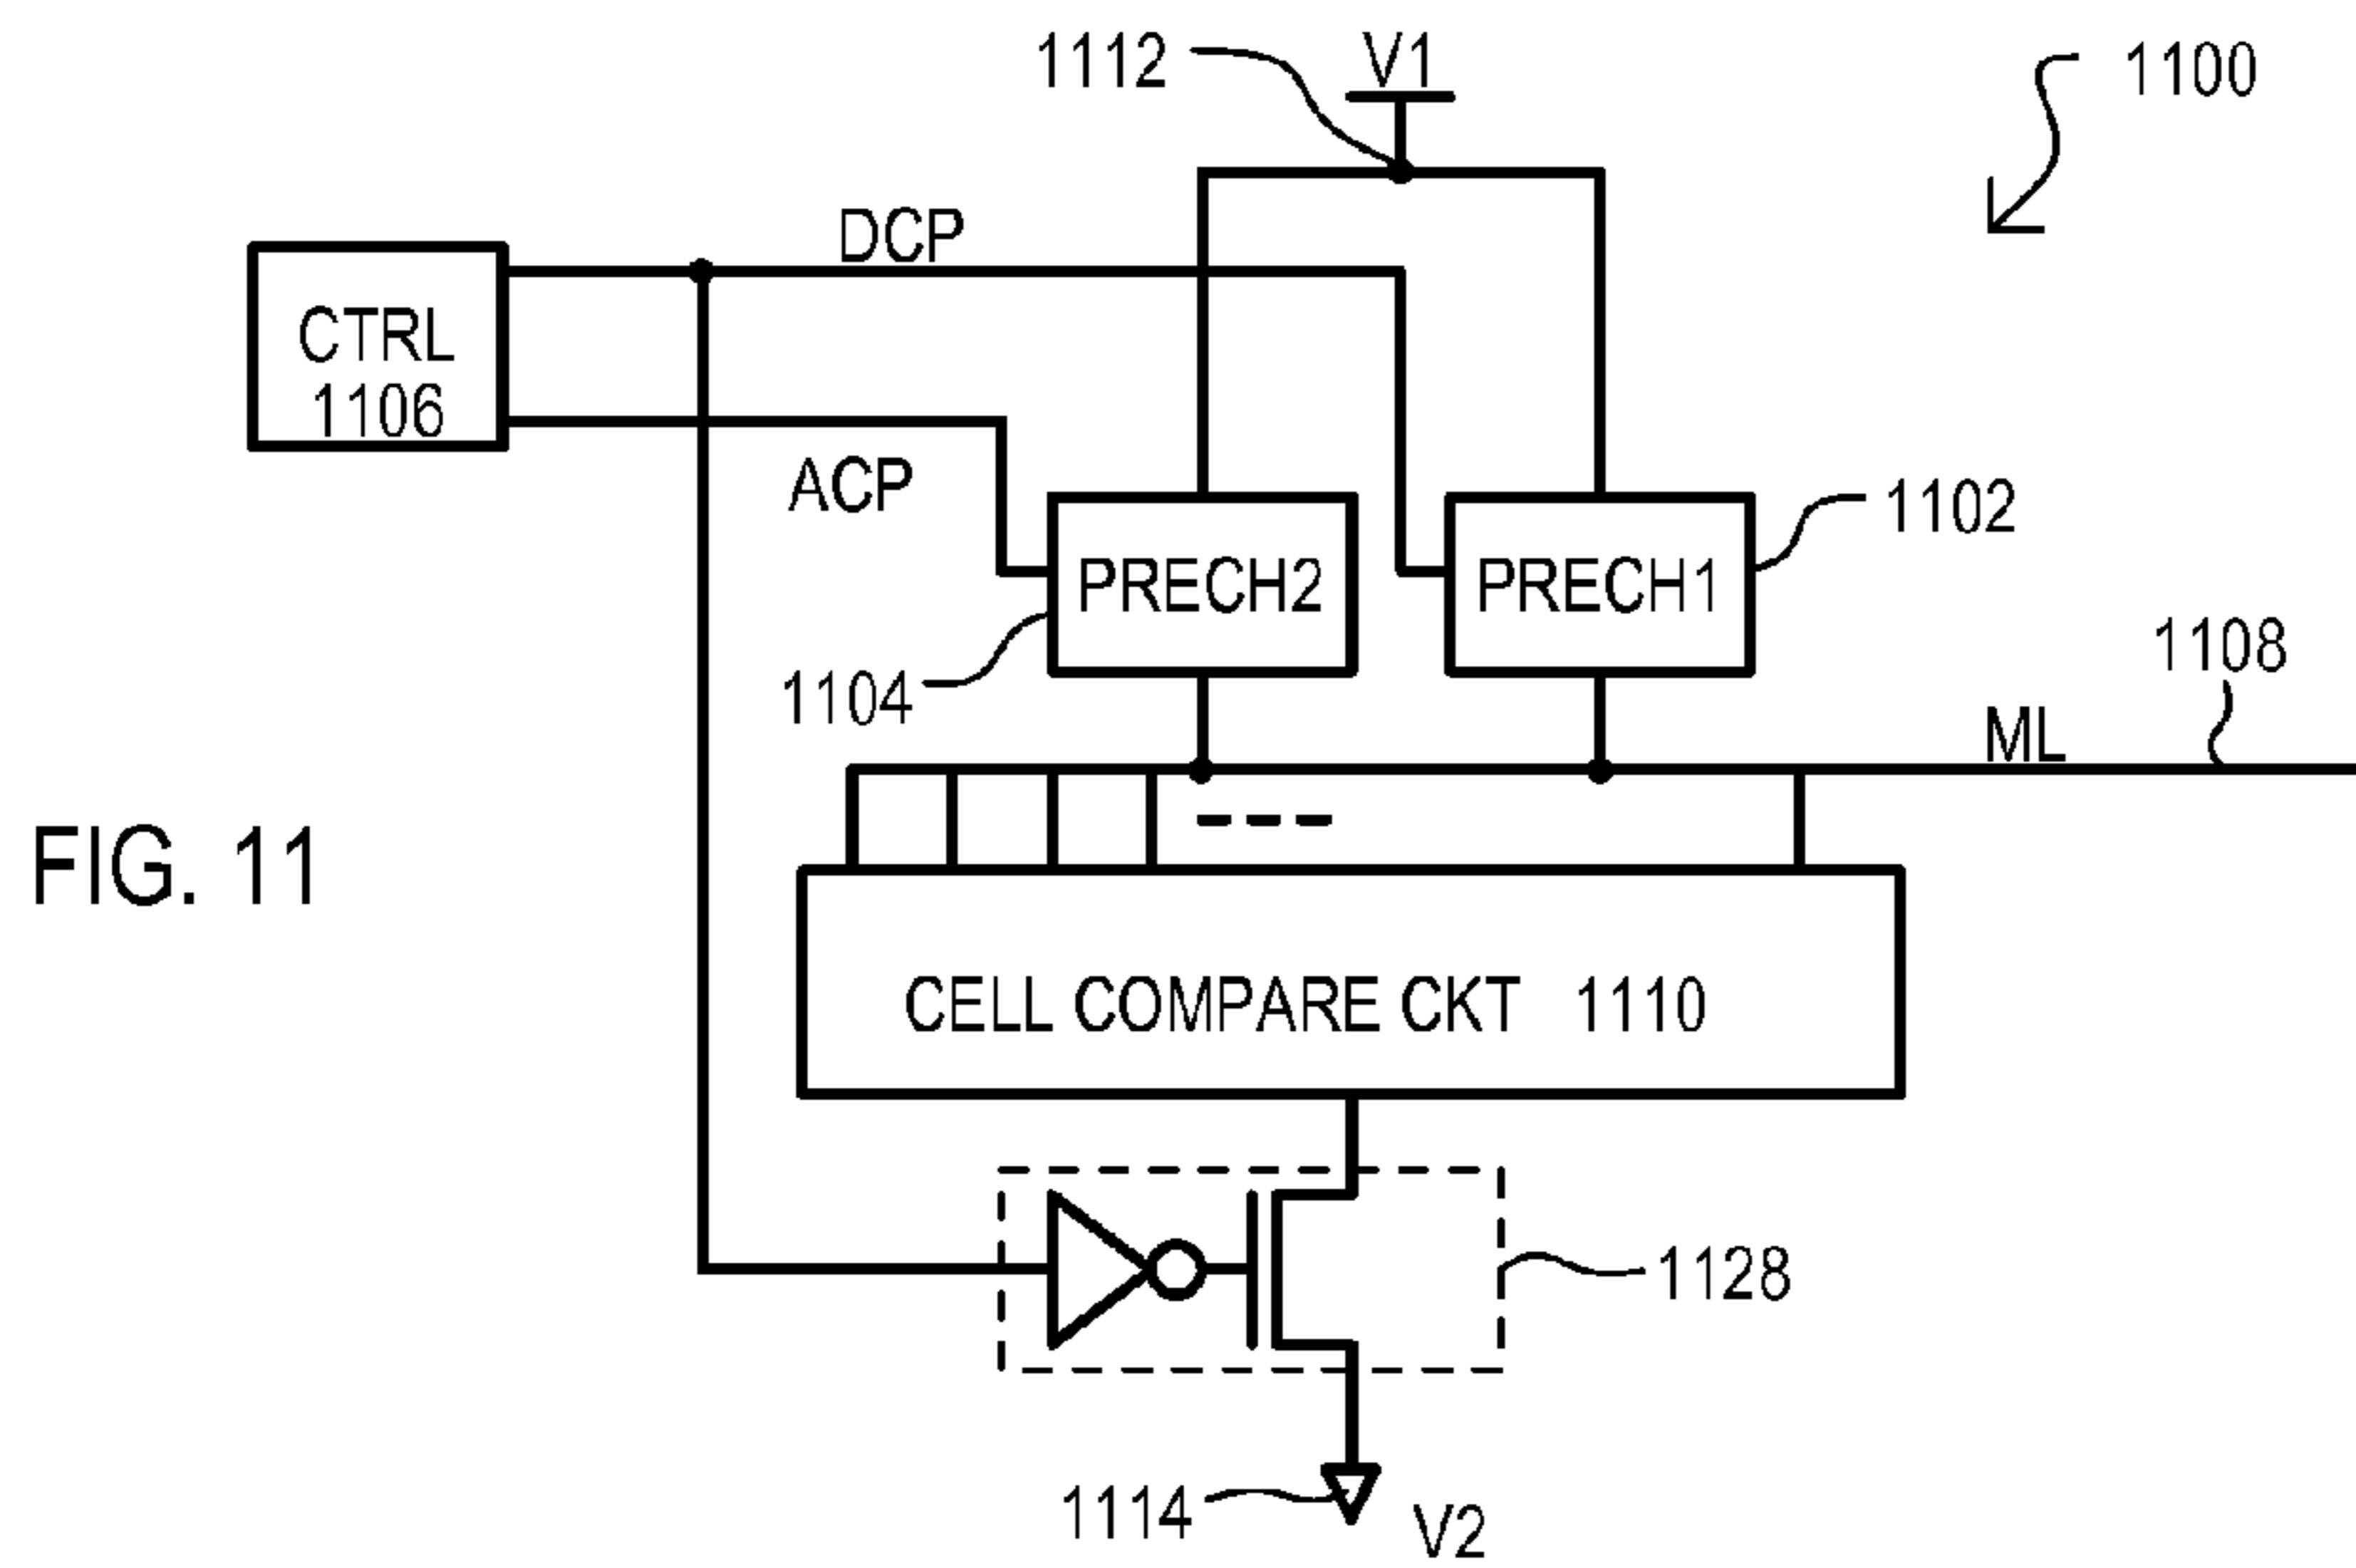 1112
V1
1100
DCP
CTRL
1106
ACP
1102
PRECH2
PRECH1
1104
1108
ML
FIG. 11
CELL COMPARE CKT 1110
1128
1114
V2